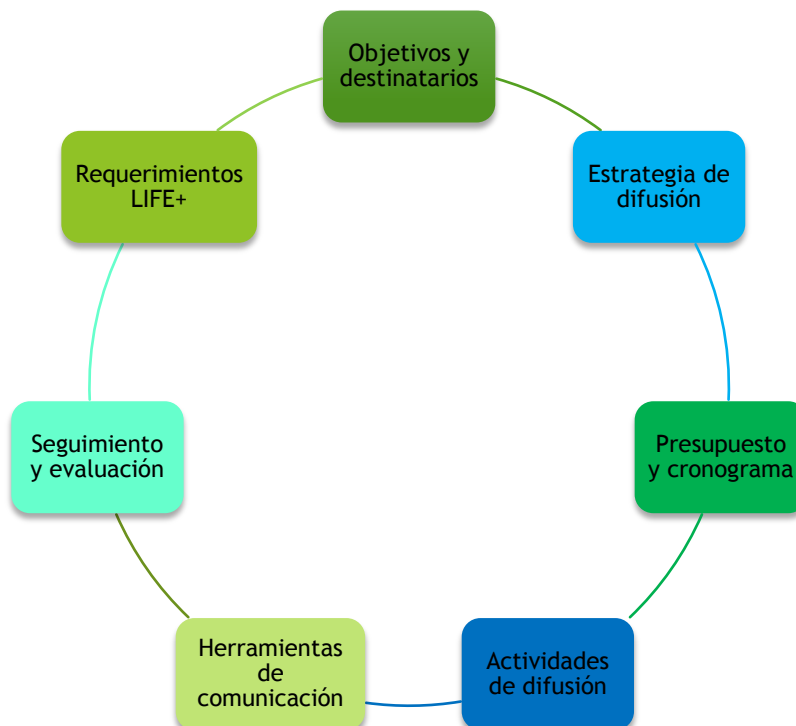 Objetivos y
destinatarios
Estrategia de
difusión
Presupuesto
y cronograma
Actividades
de difusión
Herramientas
de
comunicación
Seguimiento
y evaluación
Requerimientos
LIFE+